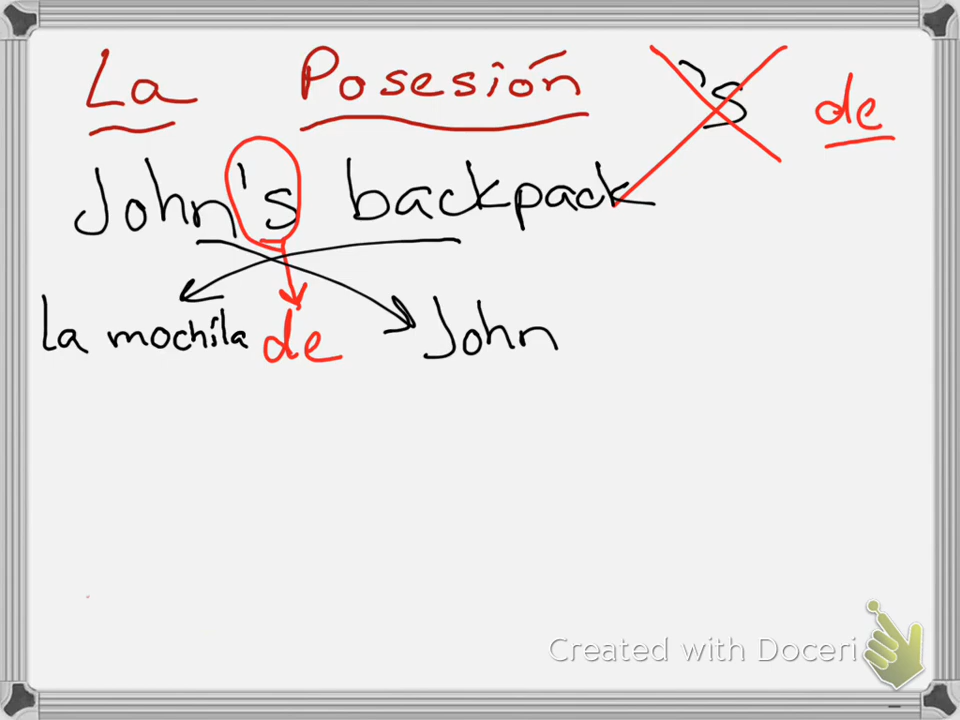 La Posesión 's de
John's backpack
La mochila de John
Created with Doceri